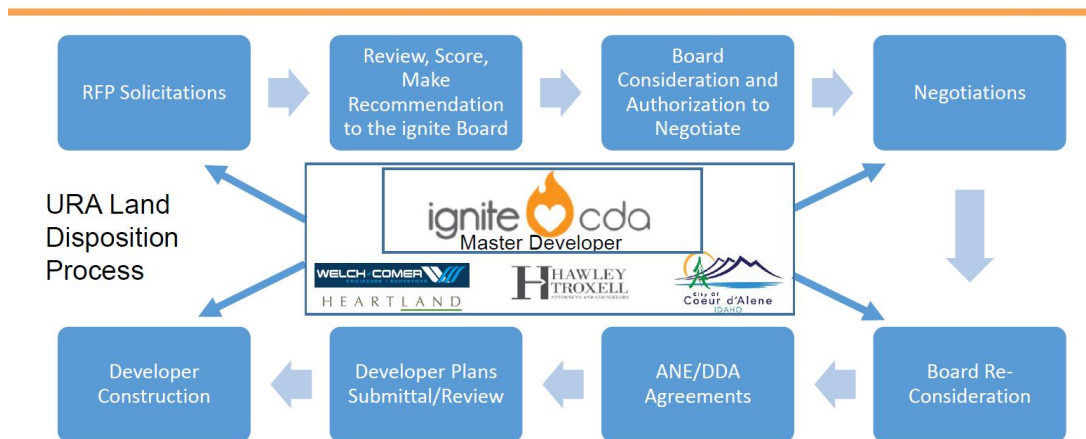 RFP Solicitations
Review, Score,
Make
Recommendation
to the ignite Board
Board
Consideration and
Authorization to
Negotiate
Negotiations
URA Land
Disposition
Process
ignite cda
Master Developer
WELCH-COMER
ENGINEERS | SURVEYORS
HEARTLAND
HAWLEY
TROXELL
ATTORNEYS AND COUNSELORS
City of
Coeur d'Alene
IDAHO
Developer
Construction
Developer Plans
Submittal/Review
ANE/DDA
Agreements
Board Re-
Consideration